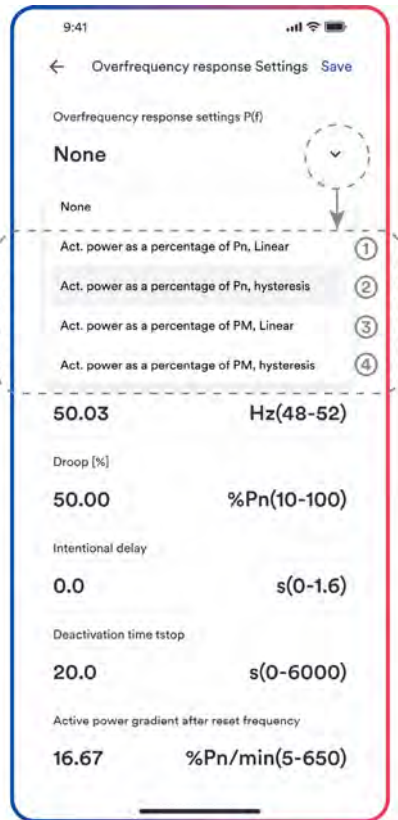 9:41
Overfrequency response Settings Save
Overfrequency response settings P(f)
None
None
Act. power as a percentage of Pn, Linear ①
Act. power as a percentage of Pn, hysteresis ②
Act. power as a percentage of PM, Linear ③
Act. power as a percentage of PM, hysteresis ④
50.03 Hz(48-52)
Droop [%]
50.00 %Pn(10-100)
Intentional delay
0.0 s(0-1.6)
Deactivation time tstop
20.0 s(0-6000)
Active power gradient after reset frequency
16.67 %Pn/min(5-650)